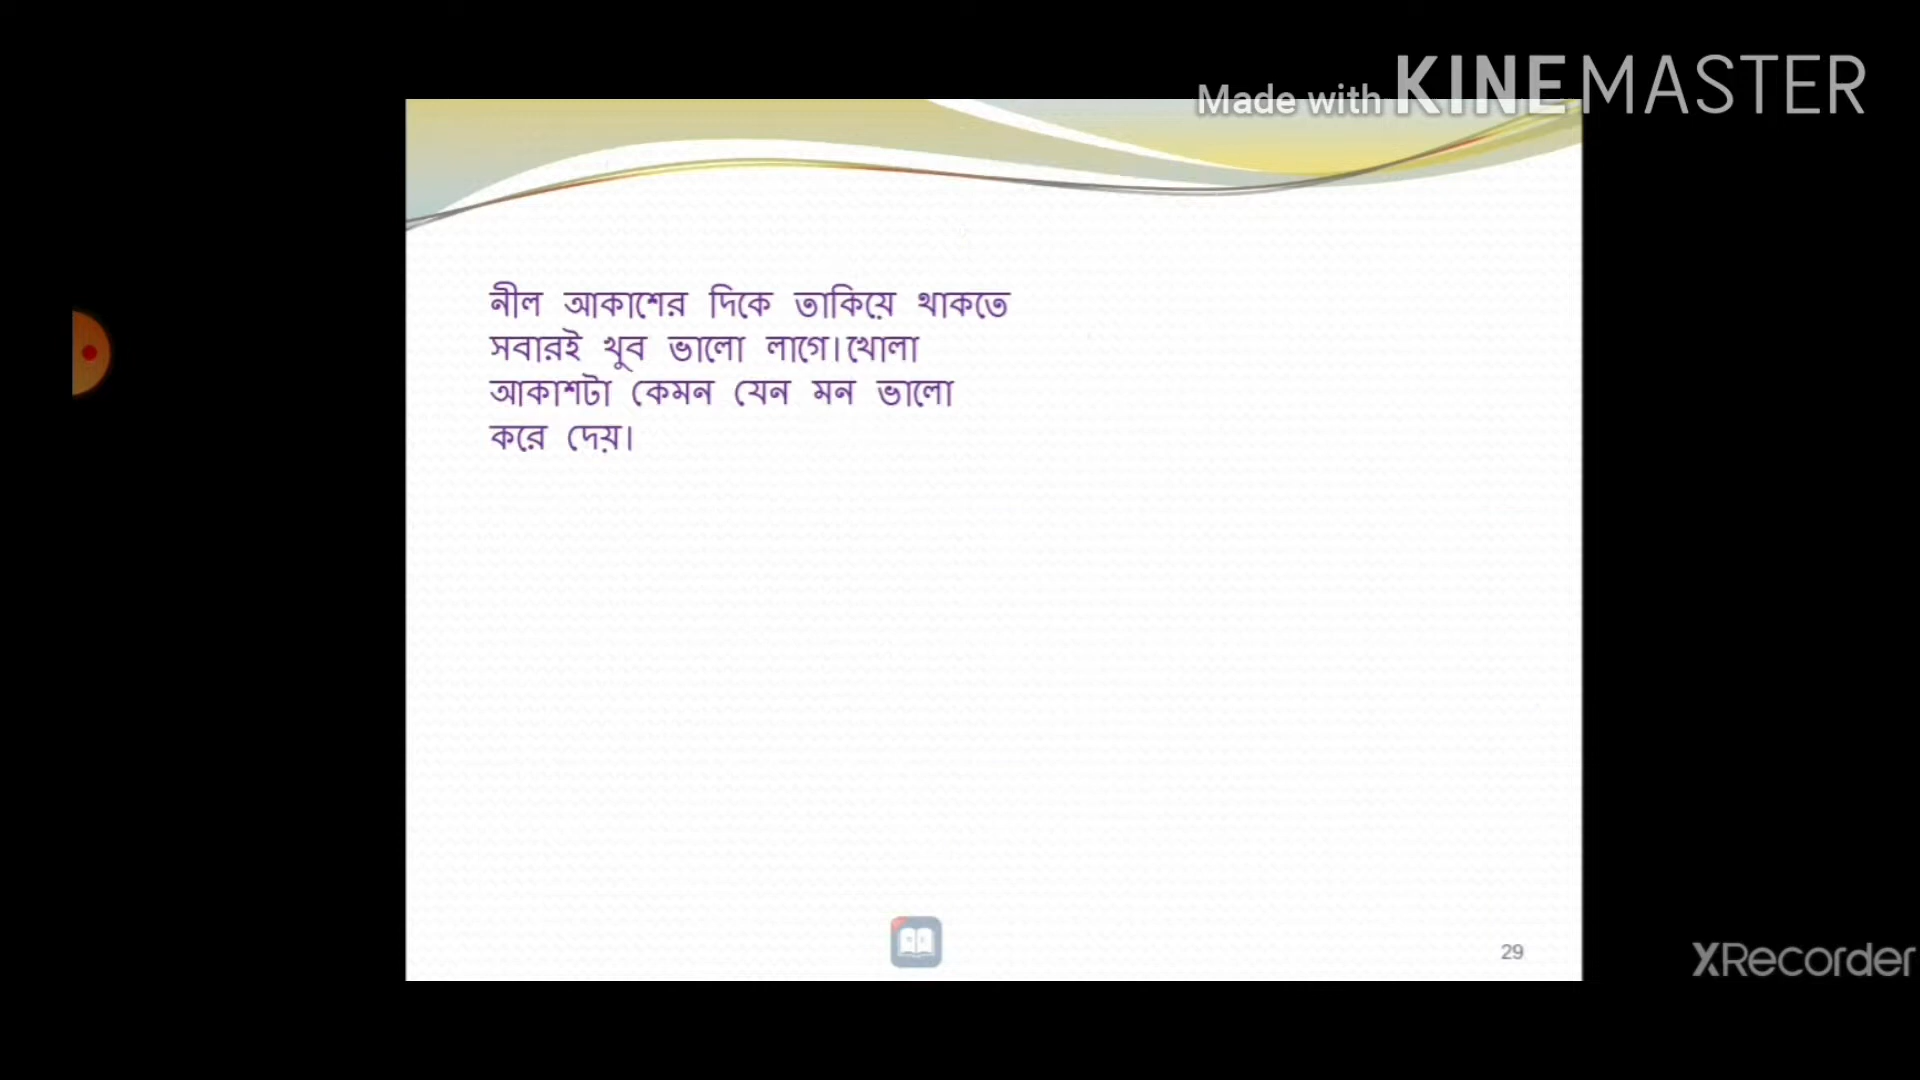 Made with KINEMASTER
নীল আকাশের দিকে তাকিয়ে থাকতে
সবারই খুব ভালো লাগে।খোলা
আকাশটা কেমন যেন মন ভালো
করে দেয়।
29
XRecorder